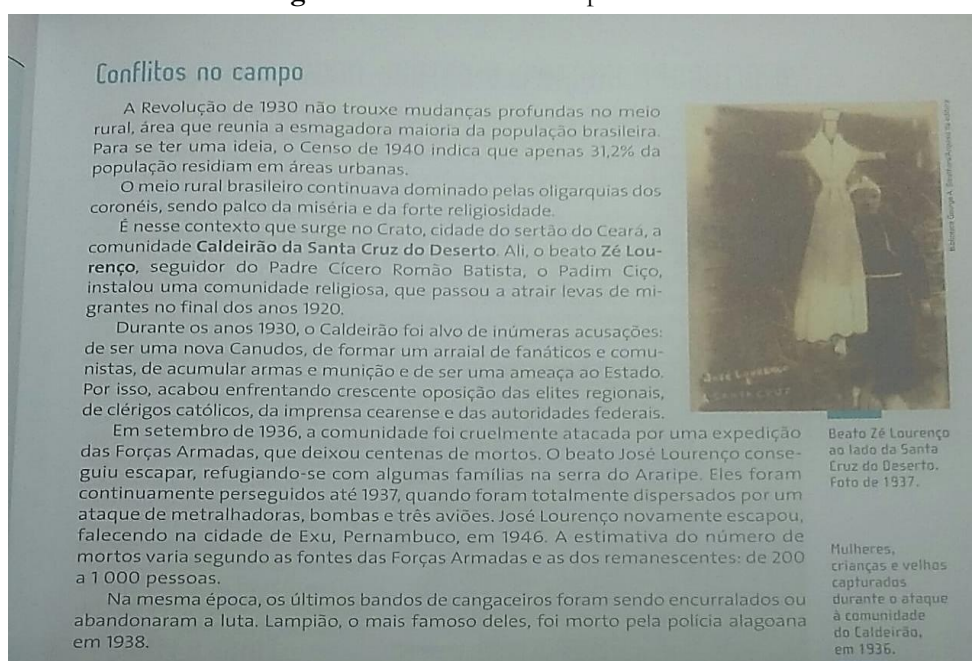 Conflitos no campo
A Revolução de 1930 não trouxe mudanças profundas no meio
rural, área que reunia a esmagadora maioria da população brasileira.
Para se ter uma ideia, o Censo de 1940 indica que apenas 31,2% da
população residiam em áreas urbanas.
O meio rural brasileiro continuava dominado pelas oligarquias dos
coronéis, sendo palco da miséria e da forte religiosidade.
É nesse contexto que surge no Crato, cidade do sertão do Ceará, a
comunidade Caldeirão da Santa Cruz do Deserto. Ali, o beato Zé Lou-
renço, seguidor do Padre Cícero Romão Batista, o Padim Ciço,
instalou uma comunidade religiosa, que passou a atrair levas de mi-
grantes no final dos anos 1920.
Durante os anos 1930, o Caldeirão foi alvo de inúmeras acusações:
de ser uma nova Canudos, de formar um arraial de fanáticos e comu-
nistas, de acumular armas e munição e de ser uma ameaça ao Estado.
Por isso, acabou enfrentando crescente oposição das elites regionais,
de clérigos católicos, da imprensa cearense e das autoridades federais.
Em setembro de 1936, a comunidade foi cruelmente atacada por uma expedição
das Forças Armadas, que deixou centenas de mortos. O beato José Lourenço conse-
guiu escapar, refugiando-se com algumas famílias na serra do Araripe. Eles foram
continuamente perseguidos até 1937, quando foram totalmente dispersados por um
ataque de metralhadoras, bombas e três aviões. José Lourenço novamente escapou,
falecendo na cidade de Exu, Pernambuco, em 1946. A estimativa do número de
mortos varia segundo as fontes das Forças Armadas e as dos remanescentes: de 200
a 1 000 pessoas.
Na mesma época, os últimos bandos de cangaceiros foram sendo encurralados ou
abandonaram a luta. Lampião, o mais famoso deles, foi morto pela polícia alagoana
em 1938.
José Lourenço
SANTA CRUZ
Beato Zé Lourenço
ao lado da Santa
Cruz do Deserto.
Foto de 1937.
Mulheres,
crianças e velhos
capturados
durante o ataque
à comunidade
do Caldeirão,
em 1936.